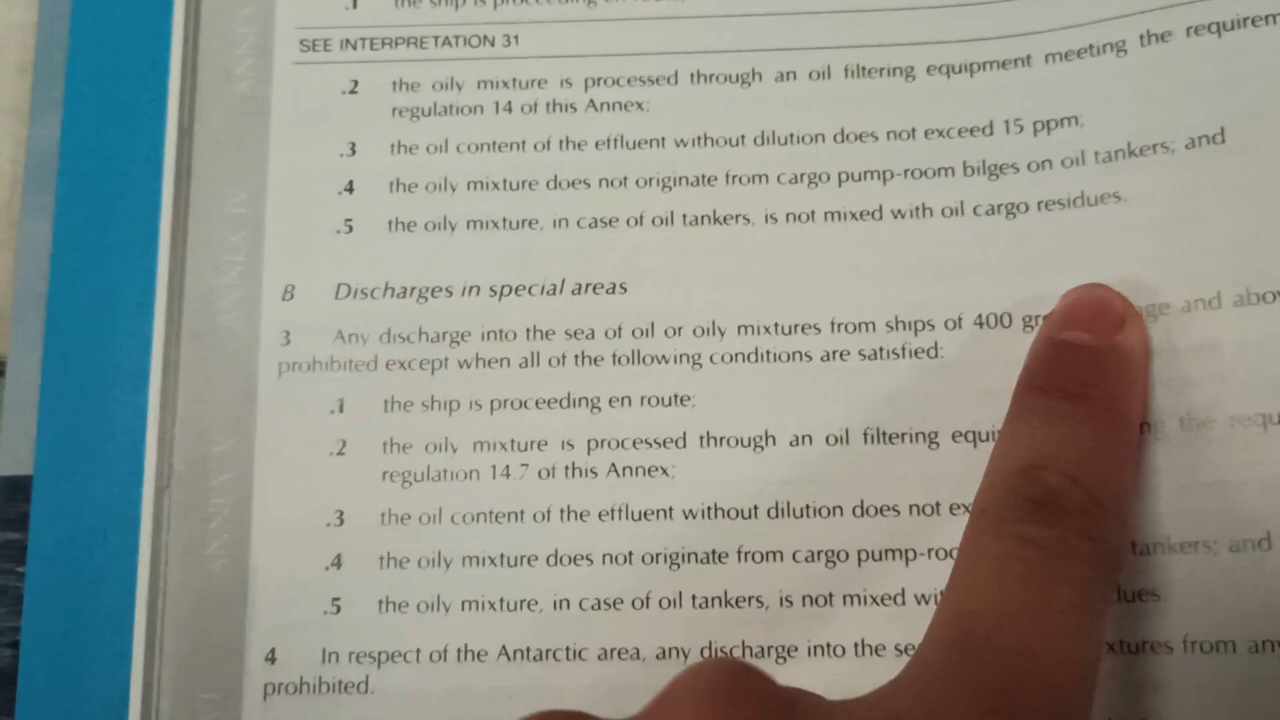 .1 the ship is proceeding en route;
SEE INTERPRETATION 31
.2 the oily mixture is processed through an oil filtering equipment meeting the requirem
regulation 14 of this Annex;
.3 the oil content of the effluent without dilution does not exceed 15 ppm;
.4 the oily mixture does not originate from cargo pump-room bilges on oil tankers; and
.5 the oily mixture, in case of oil tankers, is not mixed with oil cargo residues.
B Discharges in special areas
3 Any discharge into the sea of oil or oily mixtures from ships of 400 gr age and abov
prohibited except when all of the following conditions are satisfied:
.1 the ship is proceeding en route;
.2 the oily mixture is processed through an oil filtering equi ng the requ
regulation 14.7 of this Annex;
.3 the oil content of the effluent without dilution does not ex
.4 the oily mixture does not originate from cargo pump-roo tankers; and
.5 the oily mixture, in case of oil tankers, is not mixed wi dues.
4 In respect of the Antarctic area, any discharge into the se xtures from any
prohibited.
ANNEX IV
ANNEX V